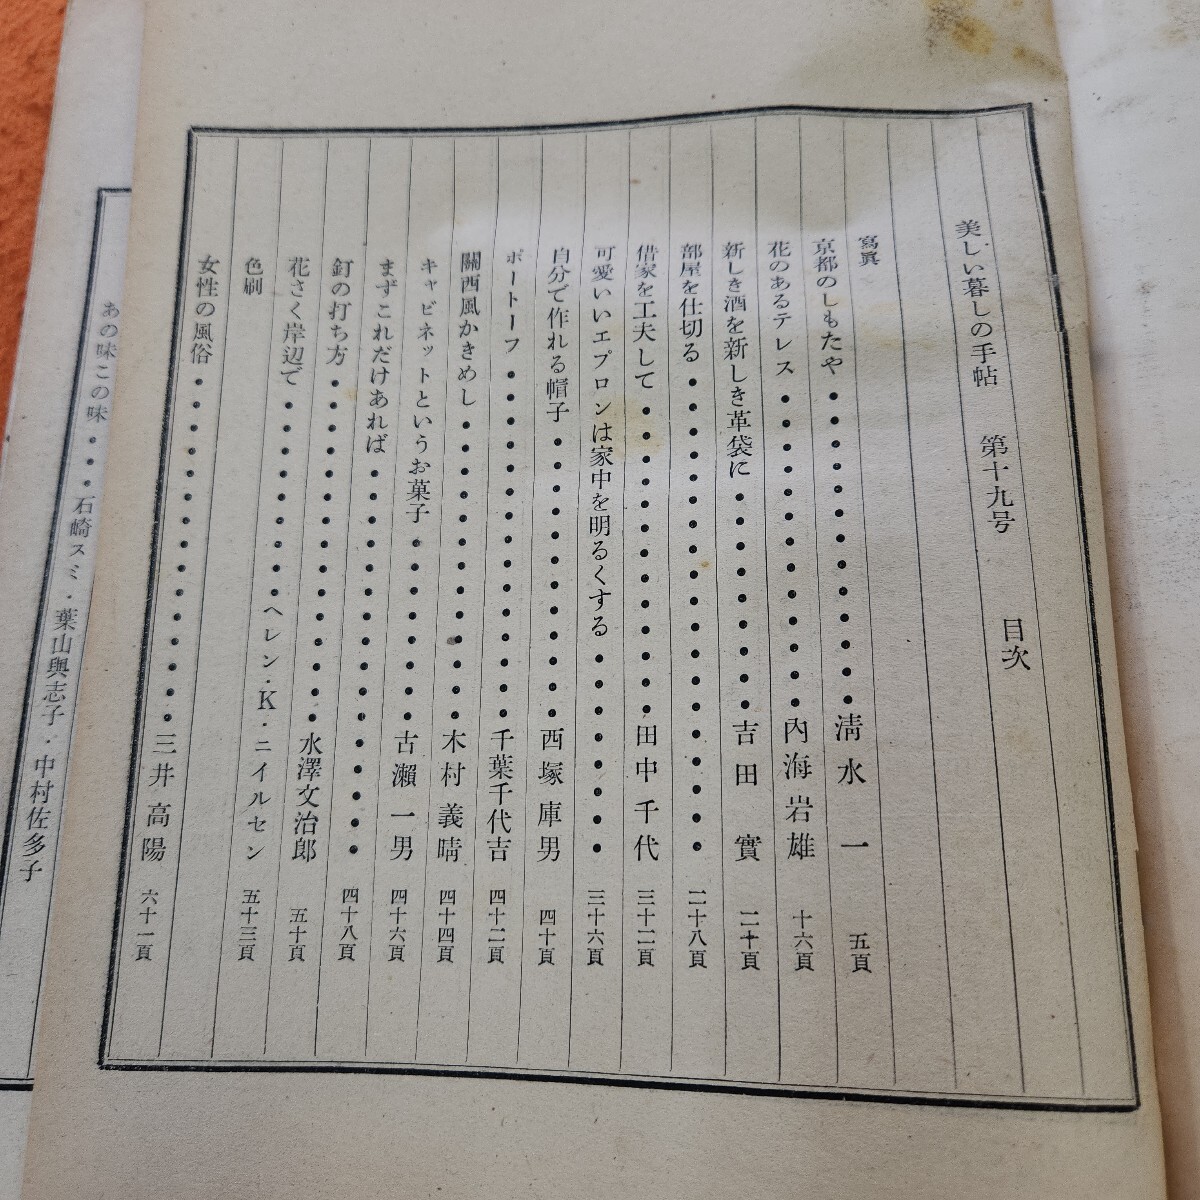 美しい暮しの手帖 第十九号 目次
寫眞
京都のしもたや・・・・・・・・・・・・・淸水一 五頁
花のあるテレス・・・・・・・・・・・・・內海岩雄 十六頁
新しき酒を新しき革袋に・・・・・・・・・吉田實 二十頁
部屋を仕切る・・・・・・・・・・・・・・・・・・・二十八頁
借家を工夫して・・・・・・・・・・・・・田中千代 三十二頁
可愛いいエプロンは家中を明るくする・・・・・・・・三十六頁
自分で作れる帽子・・・・・・・・・・・・西塚庫男 四十頁
ポートーフ・・・・・・・・・・・・・・・千葉千代吉 四十二頁
關西風かきめし・・・・・・・・・・・・・木村義晴 四十四頁
キャビネットというお菓子・・・・・・・・古瀨一男 四十六頁
まずこれだけあれば・・・・・・・・・・・・・・・・四十八頁
釘の打ち方・・・・・・・・・・・・・・・水澤文治郎 五十頁
花さく岸辺で・・・・・・・・・ヘレン・K・ニイルセン 五十三頁
色刷
女性の風俗・・・・・・・・・・・・・・・三井高陽 六十一頁
あの味この味・・・・石崎スミ・葉山與志子・中村佐多子